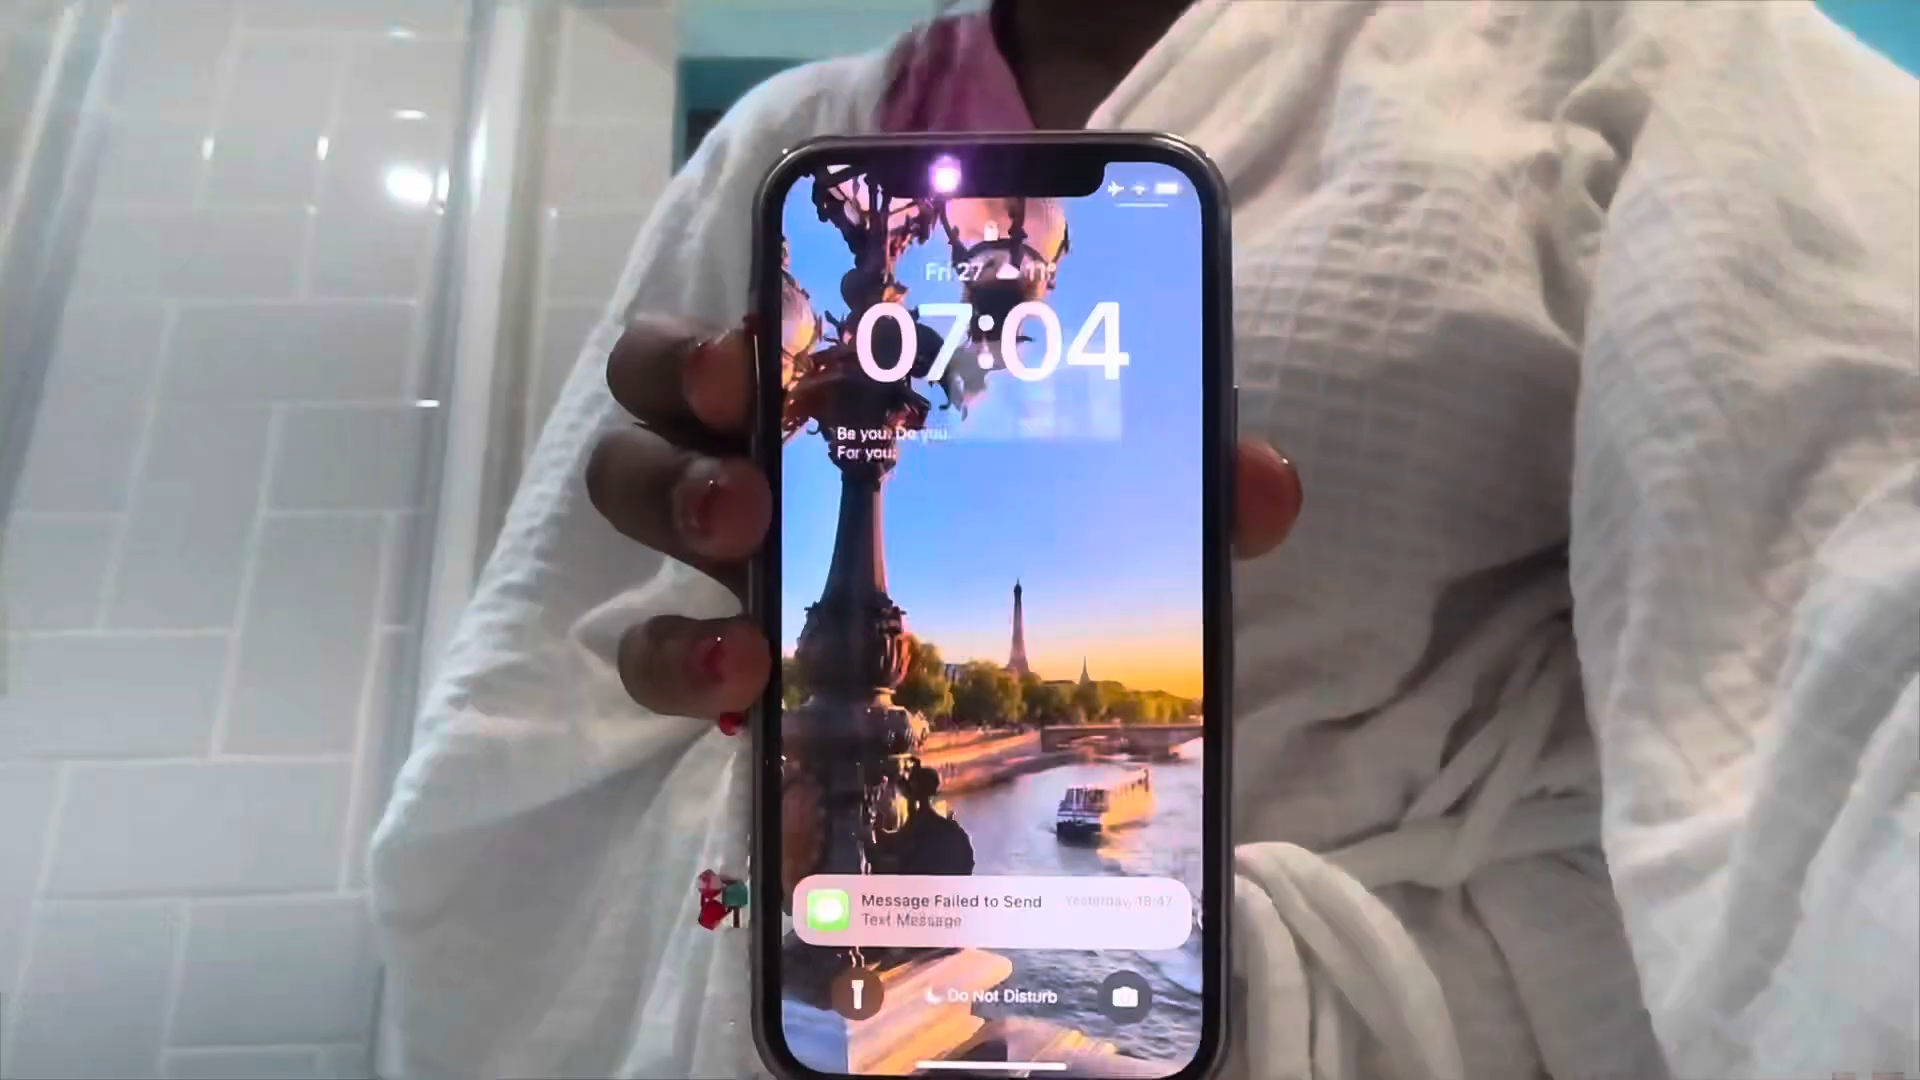 Fri 27 11°
07:04
Be you. Do you.
For you.
Message Failed to Send Yesterday, 18:47
Text Message
Do Not Disturb